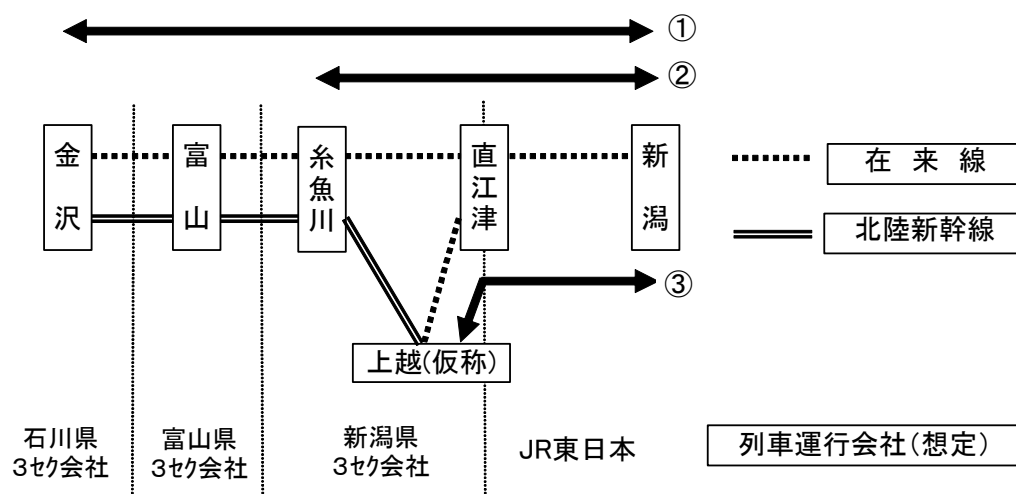 ①
②
金沢
富山
糸魚川
直江津
新潟
在来線
北陸新幹線
③
上越(仮称)
石川県
3ｾｸ会社
富山県
3ｾｸ会社
新潟県
3ｾｸ会社
JR東日本
列車運行会社(想定)